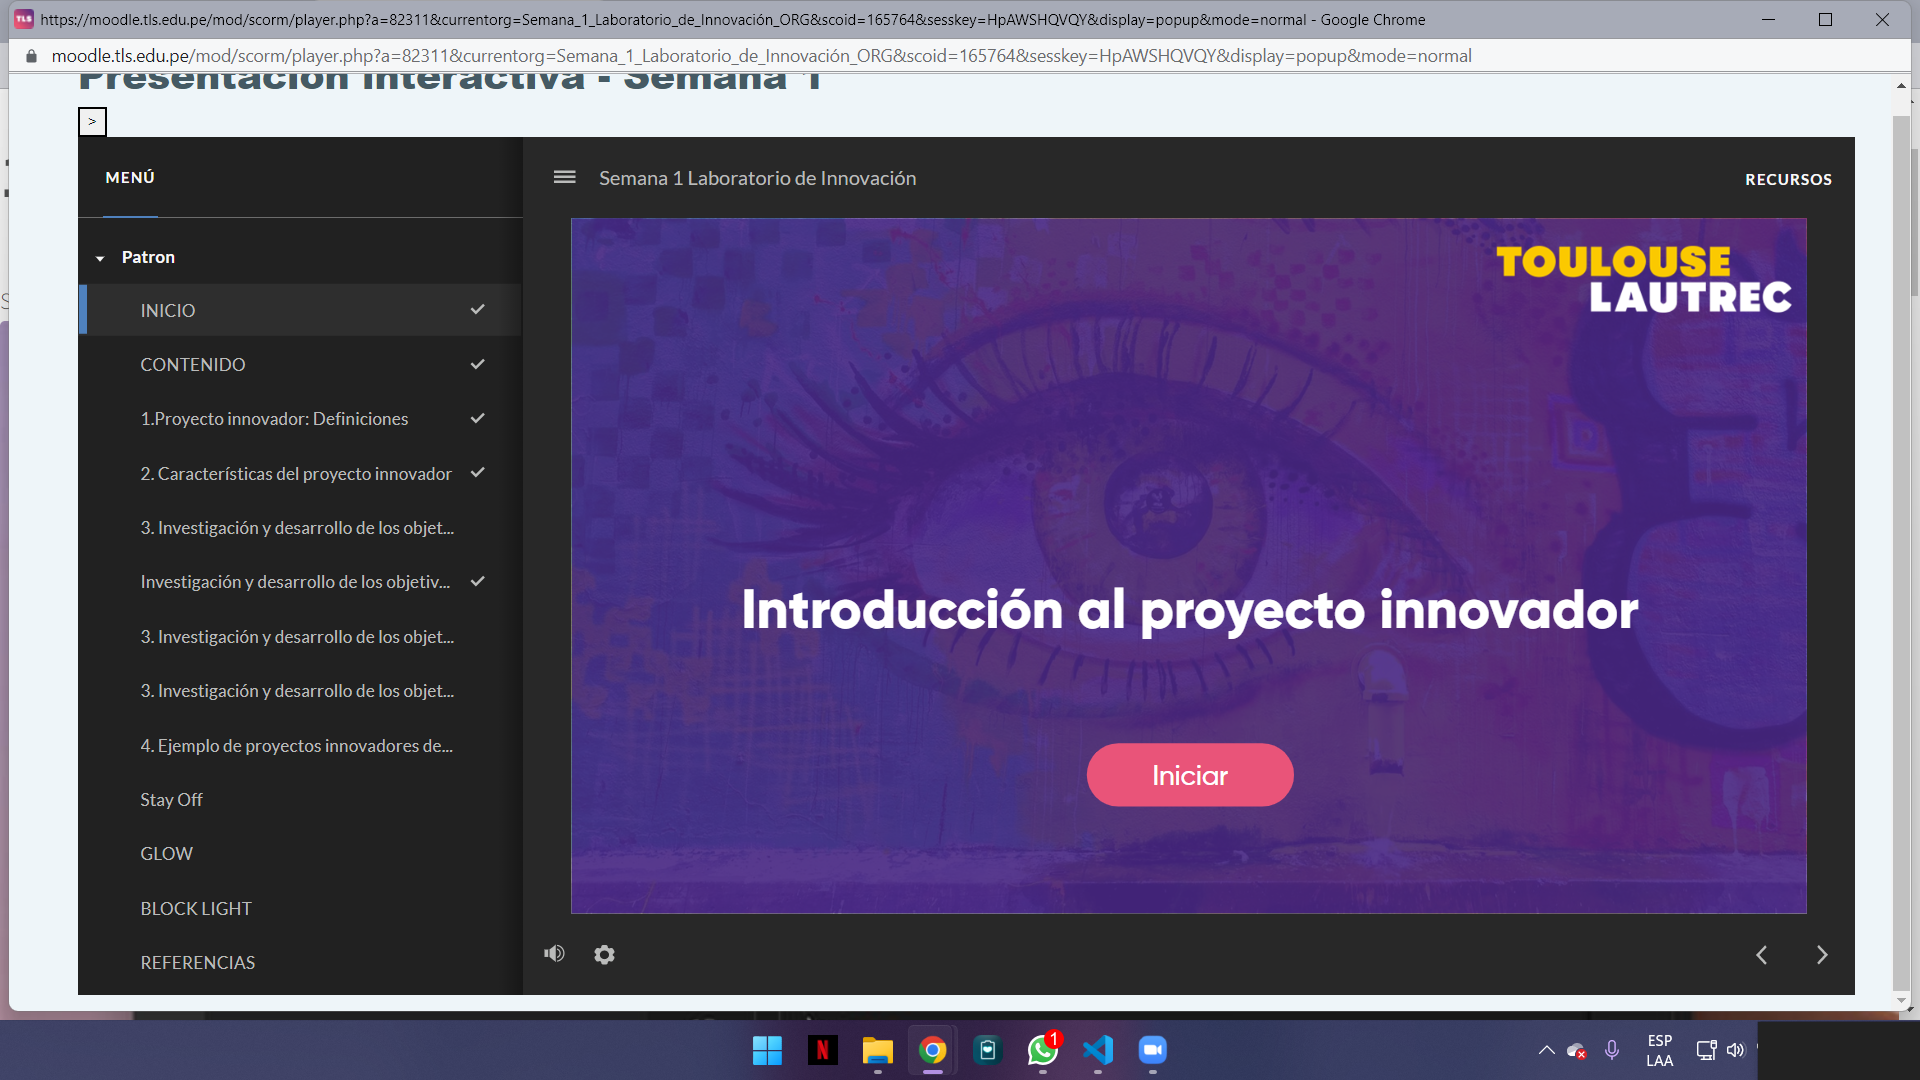 https://moodle.tls.edu.pe/mod/scorm/player.php?a=82311&currentorg=Semana_1_Laboratorio_de_Innovación_ORG&scoid=165764&sesskey=HpAWSHQVQY&display=popup&mode=normal - Google Chrome
moodle.tls.edu.pe/mod/scorm/player.php?a=82311&currentorg=Semana_1_Laboratorio_de_Innovación_ORG&scoid=165764&sesskey=HpAWSHQVQY&display=popup&mode=normal
Presentación Interactiva - Semana 1
>
MENÚ
Semana 1 Laboratorio de Innovación
RECURSOS
Patron
INICIO
CONTENIDO
1.Proyecto innovador: Definiciones
2. Características del proyecto innovador
3. Investigación y desarrollo de los objet...
Investigación y desarrollo de los objetiv...
3. Investigación y desarrollo de los objet...
3. Investigación y desarrollo de los objet...
4. Ejemplo de proyectos innovadores de...
Stay Off
GLOW
BLOCK LIGHT
REFERENCIAS
TOULOUSE
LAUTREC
Introducción al proyecto innovador
Iniciar
1
ESP
LAA